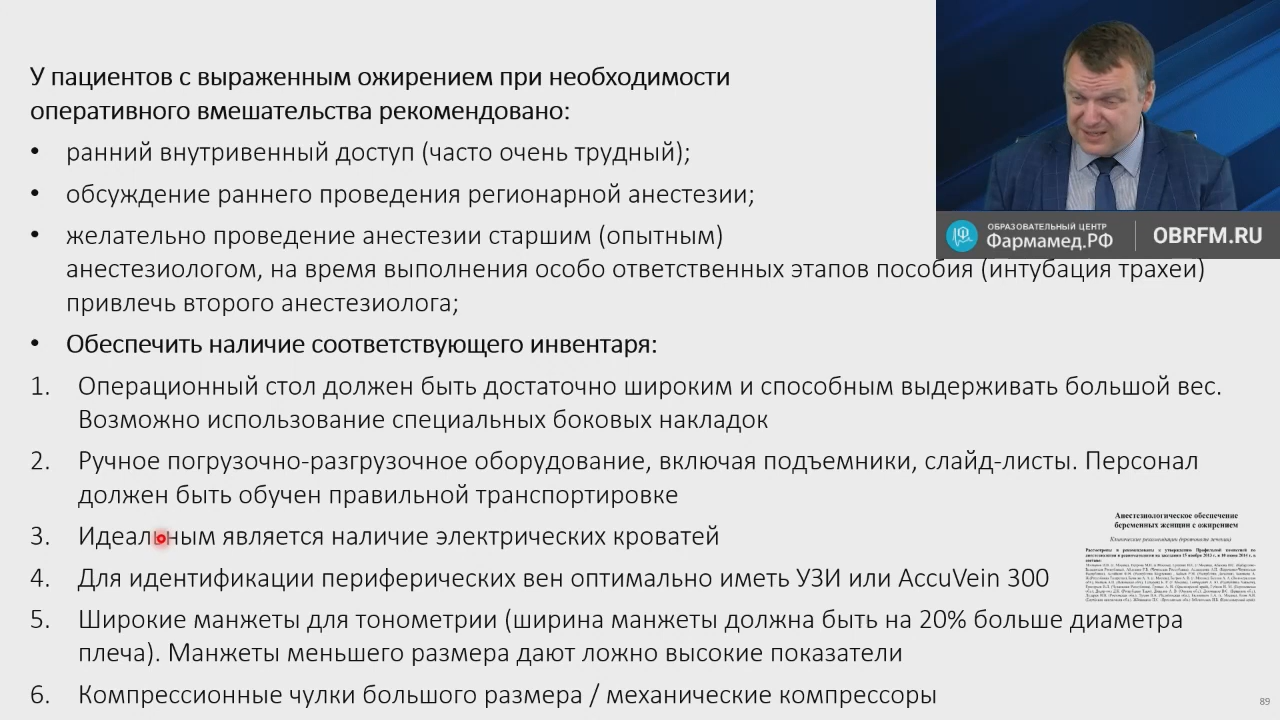 У пациентов с выраженным ожирением при необходимости
оперативного вмешательства рекомендовано:
• ранний внутривенный доступ (часто очень трудный);
• обсуждение раннего проведения регионарной анестезии;
• желательно проведение анестезии старшим (опытным)
анестезиологом, на время выполнения особо ответственных этапов пособия (интубация трахеи)
привлечь второго анестезиолога;
• Обеспечить наличие соответствующего инвентаря:
1. Операционный стол должен быть достаточно широким и способным выдерживать большой вес.
Возможно использование специальных боковых накладок
2. Ручное погрузочно-разгрузочное оборудование, включая подъемники, слайд-листы. Персонал
должен быть обучен правильной транспортировке
3. Идеальным является наличие электрических кроватей
4. Для идентификации периферических вен оптимально иметь УЗИ или AccuVein 300
5. Широкие манжеты для тонометрии (ширина манжеты должна быть на 20% больше диаметра
плеча). Манжеты меньшего размера дают ложно высокие показатели
6. Компрессионные чулки большого размера / механические компрессоры
ОБРАЗОВАТЕЛЬНЫЙ ЦЕНТР
Фармамед.РФ
OBRFM.RU
Анестезиологическое обеспечение
беременных женщин с ожирением
89